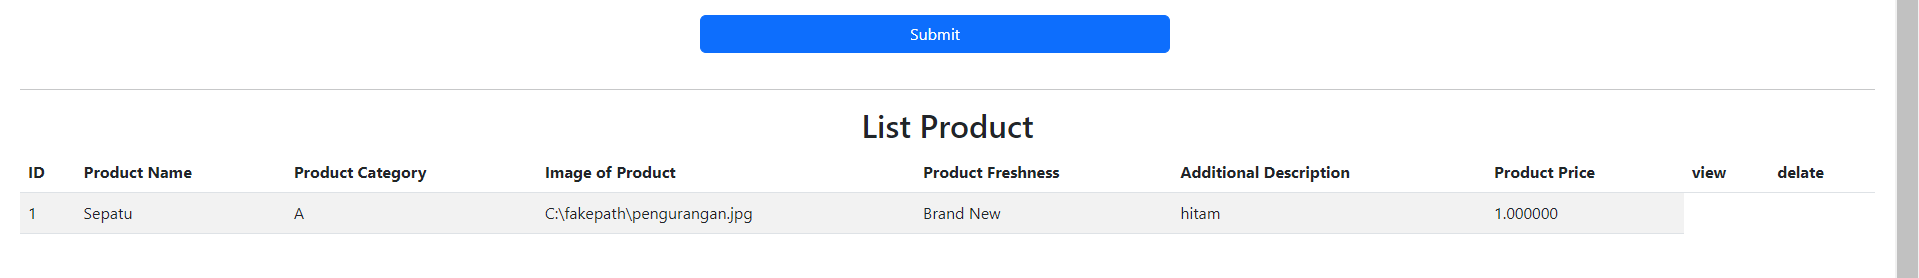 Submit
List Product
ID Product Name Product Category Image of Product Product Freshness Additional Description Product Price view delate
1 Sepatu A C:\fakepath\pengurangan.jpg Brand New hitam 1.000000